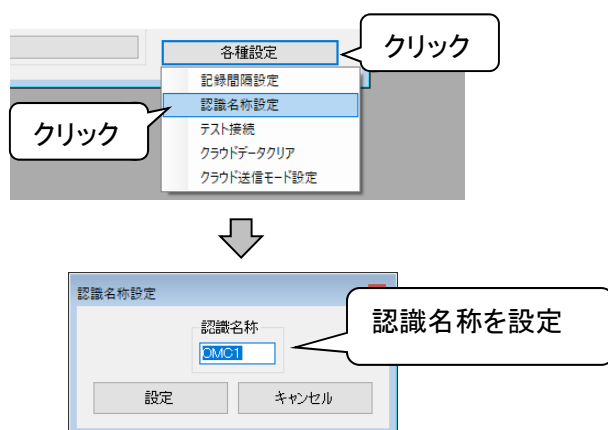 各種設定
クリック
記録間隔設定
認識名称設定
クリック
テスト接続
クラウドデータクリア
クラウド送信モード設定
認識名称設定
認識名称
OMC1
認識名称を設定
設定
キャンセル